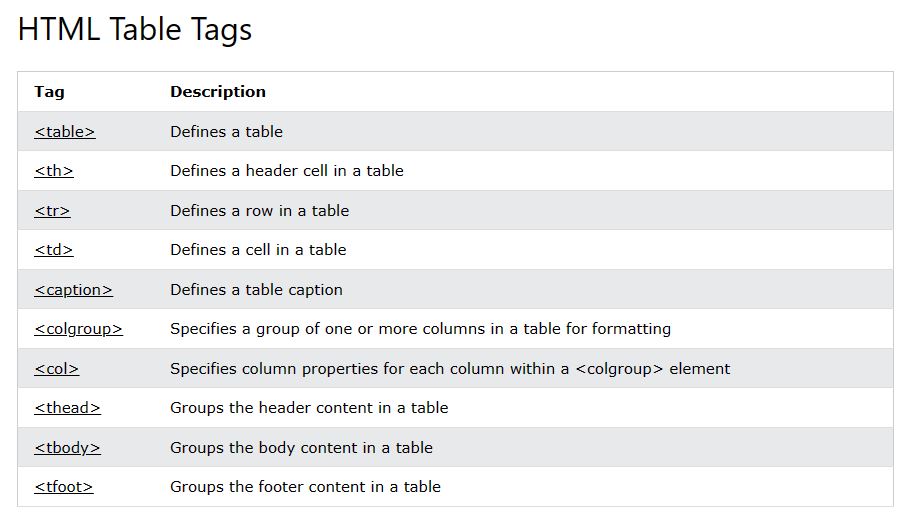 HTML Table Tags
Tag Description
<table> Defines a table
<th> Defines a header cell in a table
<tr> Defines a row in a table
<td> Defines a cell in a table
<caption> Defines a table caption
<colgroup> Specifies a group of one or more columns in a table for formatting
<col> Specifies column properties for each column within a <colgroup> element
<thead> Groups the header content in a table
<tbody> Groups the body content in a table
<tfoot> Groups the footer content in a table